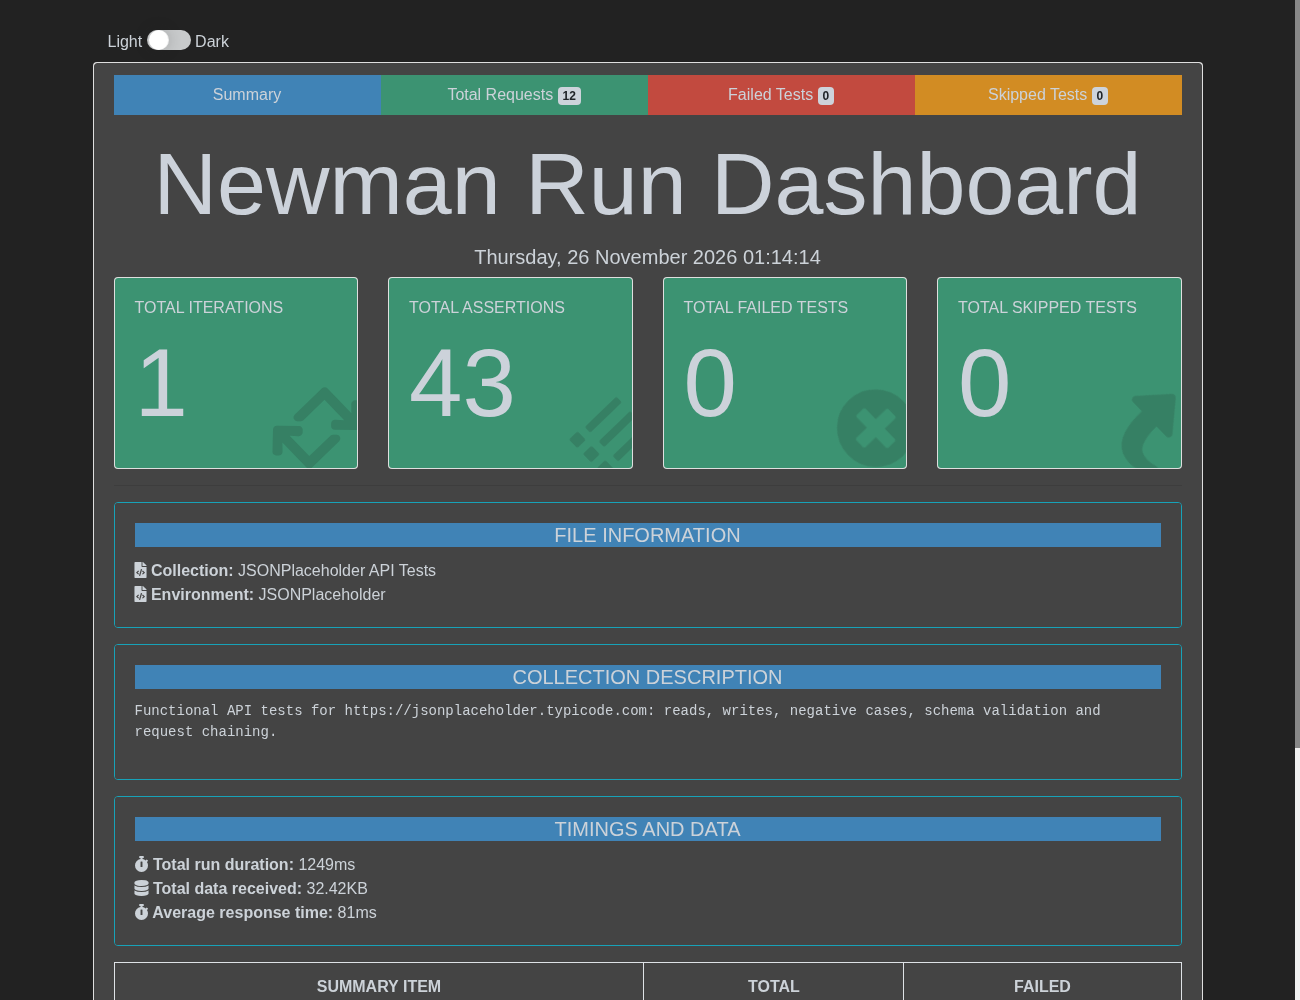 Light Dark
Summary Total Requests 12 Failed Tests 0 Skipped Tests 0
Newman Run Dashboard
Thursday, 26 November 2026 01:14:14
TOTAL ITERATIONS TOTAL ASSERTIONS TOTAL FAILED TESTS TOTAL SKIPPED TESTS
1 43 0 0
FILE INFORMATION
Collection: JSONPlaceholder API Tests
Environment: JSONPlaceholder
COLLECTION DESCRIPTION
Functional API tests for https://jsonplaceholder.typicode.com: reads, writes, negative cases, schema validation and
request chaining.
TIMINGS AND DATA
Total run duration: 1249ms
Total data received: 32.42KB
Average response time: 81ms
SUMMARY ITEM TOTAL FAILED